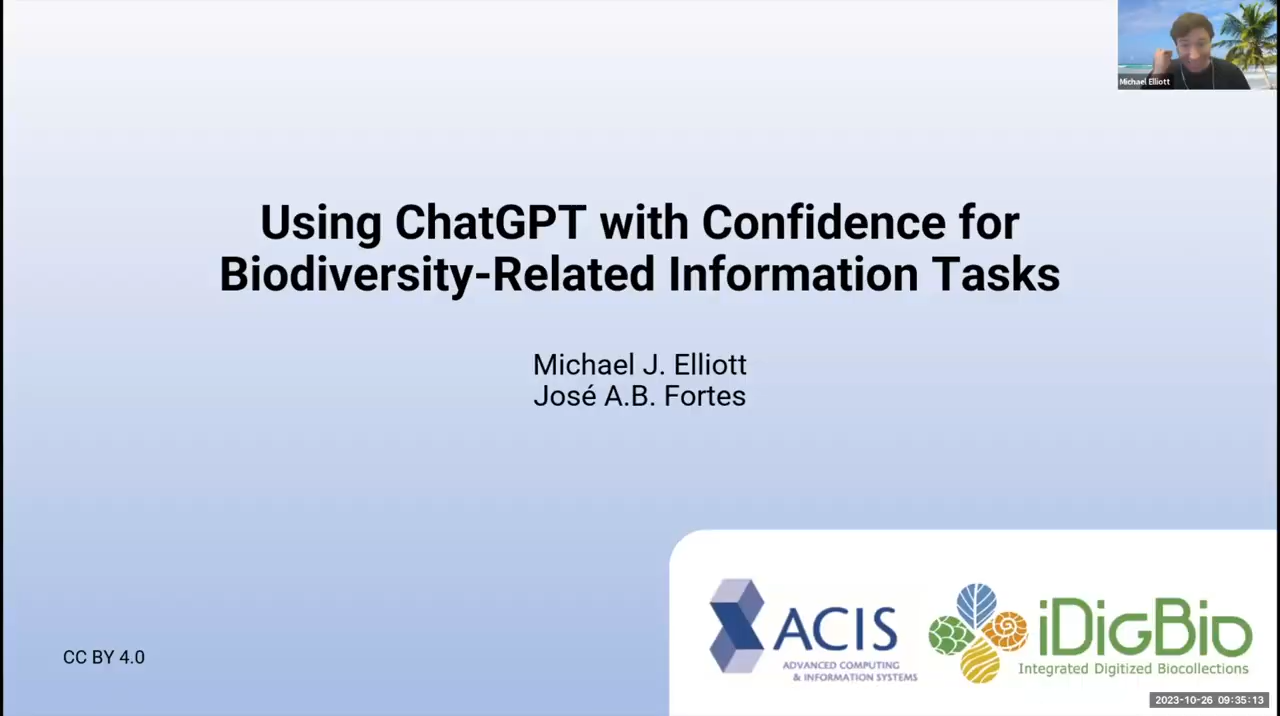 Michael Elliott
Using ChatGPT with Confidence for
Biodiversity-Related Information Tasks
Michael J. Elliott
José A.B. Fortes
CC BY 4.0
ACIS
ADVANCED COMPUTING
& INFORMATION SYSTEMS
iDigBio
Integrated Digitized Biocollections
2023-10-26 09:35:13